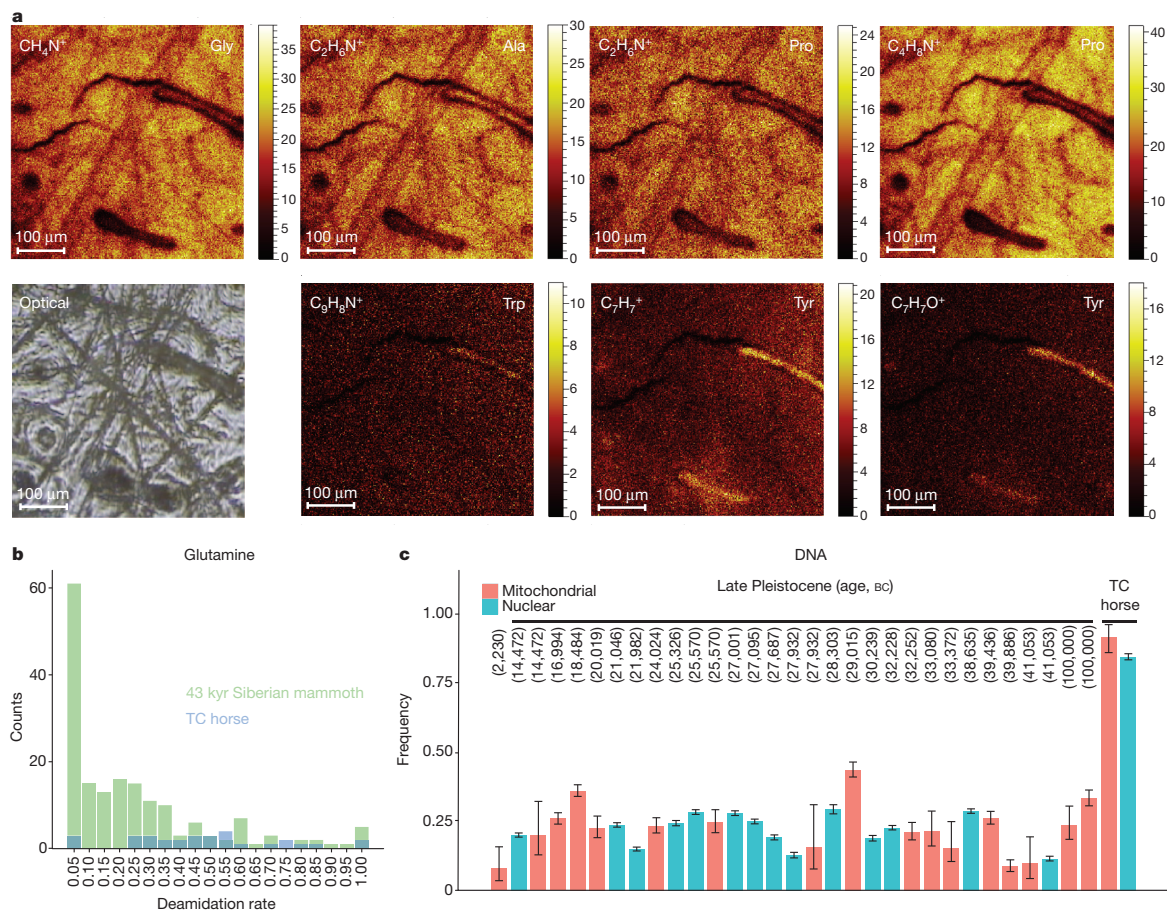 a
CH₄N⁺ Gly
C₂H₆N⁺ Ala
C₂H₆N⁺ Pro
C₄H₈N⁺ Pro
100 µm
100 µm
100 µm
100 µm
35
30
25
20
15
10
5
0
30
25
20
15
10
5
0
24
20
16
12
8
4
0
40
30
20
10
0
Optical
C₉H₈N⁺ Trp
C₇H₇⁺ Tyr
C₇H₇O⁺ Tyr
100 µm
100 µm
100 µm
100 µm
10
8
6
4
2
0
20
16
12
8
4
0
16
12
8
4
0
b
Glutamine
60
40
20
0
Counts
43 kyr Siberian mammoth
TC horse
0.05 0.10 0.15 0.20 0.25 0.30 0.35 0.40 0.45 0.50 0.55 0.60 0.65 0.70 0.75 0.80 0.85 0.90 0.95 1.00
Deamidation rate
c
DNA
Mitochondrial
Nuclear
Late Pleistocene (age, BC)
TC
horse
1.00
0.75
0.50
0.25
0
Frequency
(2,230) (14,472) (14,472) (16,994) (18,484) (20,019) (21,046) (21,982) (24,024) (25,326) (25,570) (25,570) (27,001) (27,095) (27,687) (27,932) (27,932) (28,303) (29,015) (30,239) (32,228) (32,252) (33,080) (33,372) (38,635) (39,436) (39,886) (41,053) (41,053) (100,000) (100,000)